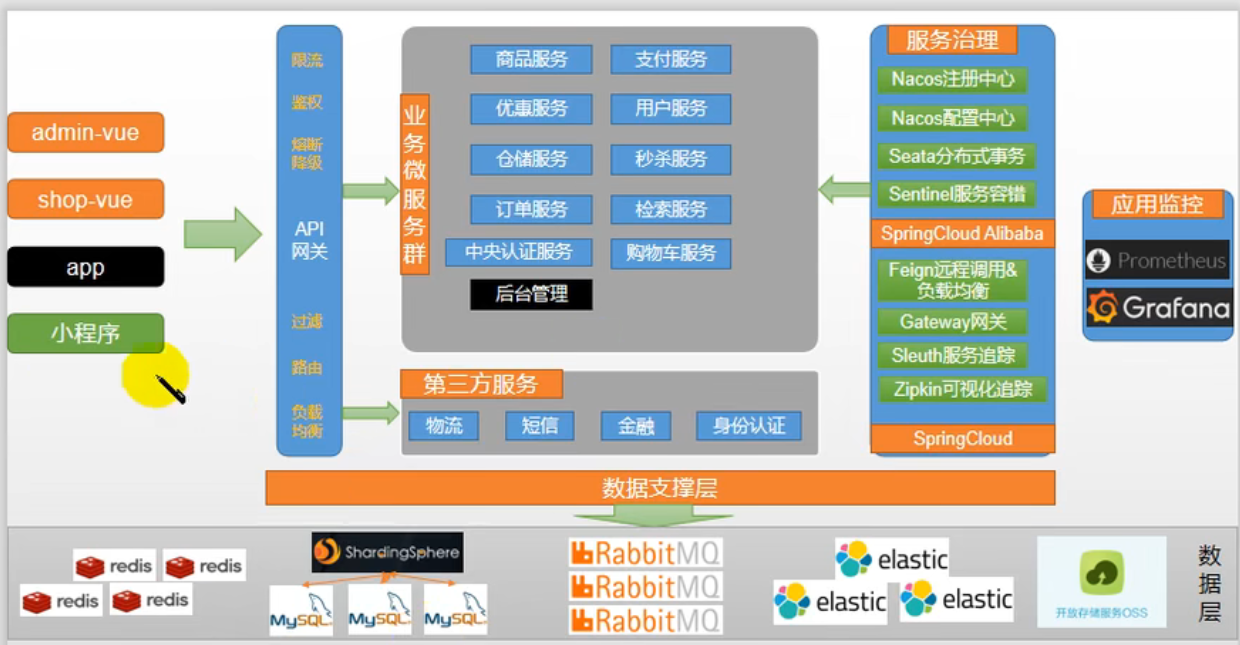 admin-vue
shop-vue
app
小程序
限流
鉴权
熔断
降级
API
网关
过滤
路由
负载
均衡
业务微服务群
商品服务
支付服务
优惠服务
用户服务
仓储服务
秒杀服务
订单服务
检索服务
中央认证服务
购物车服务
后台管理
第三方服务
物流
短信
金融
身份认证
服务治理
Nacos注册中心
Nacos配置中心
Seata分布式事务
Sentinel服务容错
SpringCloud Alibaba
Feign远程调用&
负载均衡
Gateway网关
Sleuth服务追踪
Zipkin可视化追踪
SpringCloud
应用监控
Prometheus
Grafana
数据支撑层
redis
redis
redis
redis
ShardingSphere
MySQL
MySQL
MySQL
RabbitMQ
RabbitMQ
RabbitMQ
elastic
elastic
elastic
开放存储服务OSS
数据层